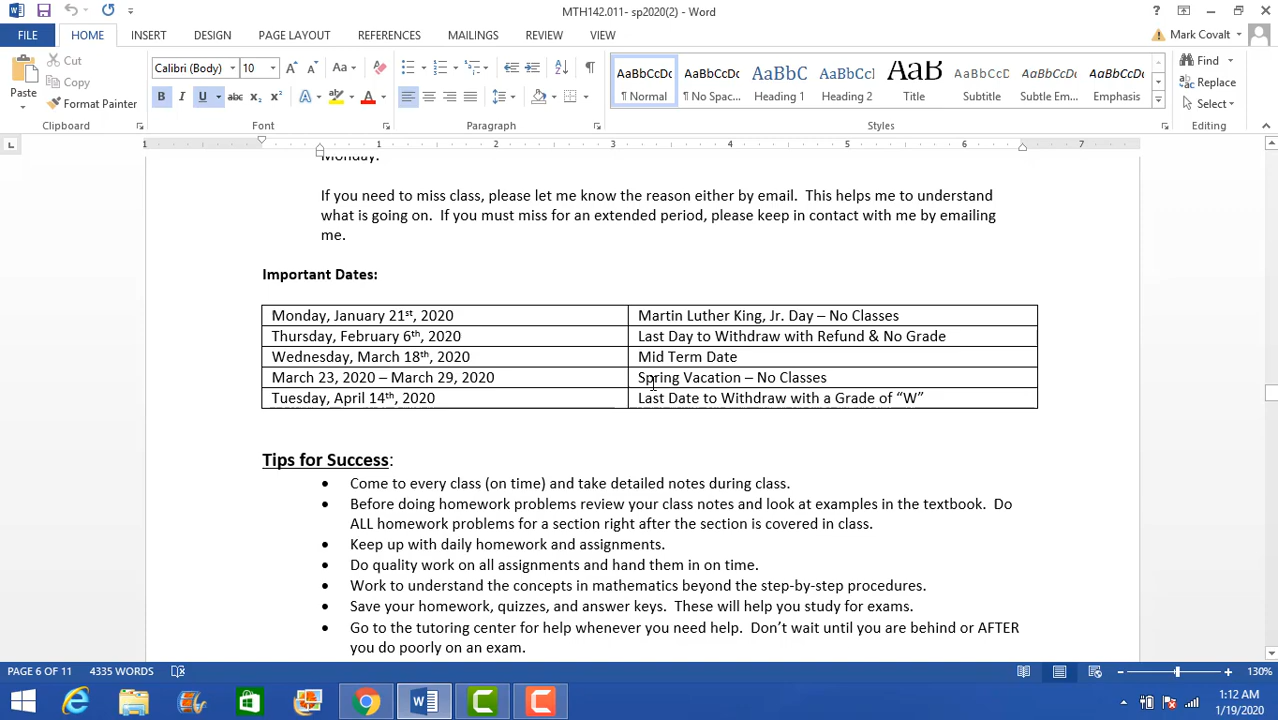 MTH142.011- sp2020(2) - Word
FILE HOME INSERT DESIGN PAGE LAYOUT REFERENCES MAILINGS REVIEW VIEW Mark Covalt
Cut
Copy
Format Painter
Paste
Clipboard
Calibri (Body) 10
Font
Paragraph
AaBbCcDc AaBbCcDc AaBbC AaBbCc AaB AaBbCcC AaBbCcDc AaBbCcDc
¶ Normal ¶ No Spac... Heading 1 Heading 2 Title Subtitle Subtle Em... Emphasis
Styles
Find
Replace
Select
Editing
1 1 2 3 4 5 6 7
Monday.
If you need to miss class, please let me know the reason either by email. This helps me to understand
what is going on. If you must miss for an extended period, please keep in contact with me by emailing
me.
Important Dates:
Monday, January 21st, 2020 Martin Luther King, Jr. Day – No Classes
Thursday, February 6th, 2020 Last Day to Withdraw with Refund & No Grade
Wednesday, March 18th, 2020 Mid Term Date
March 23, 2020 – March 29, 2020 Spring Vacation – No Classes
Tuesday, April 14th, 2020 Last Date to Withdraw with a Grade of “W”
Tips for Success:
• Come to every class (on time) and take detailed notes during class.
• Before doing homework problems review your class notes and look at examples in the textbook. Do
ALL homework problems for a section right after the section is covered in class.
• Keep up with daily homework and assignments.
• Do quality work on all assignments and hand them in on time.
• Work to understand the concepts in mathematics beyond the step-by-step procedures.
• Save your homework, quizzes, and answer keys. These will help you study for exams.
• Go to the tutoring center for help whenever you need help. Don’t wait until you are behind or AFTER
you do poorly on an exam.
PAGE 6 OF 11 4335 WORDS 130%
1:12 AM
1/19/2020